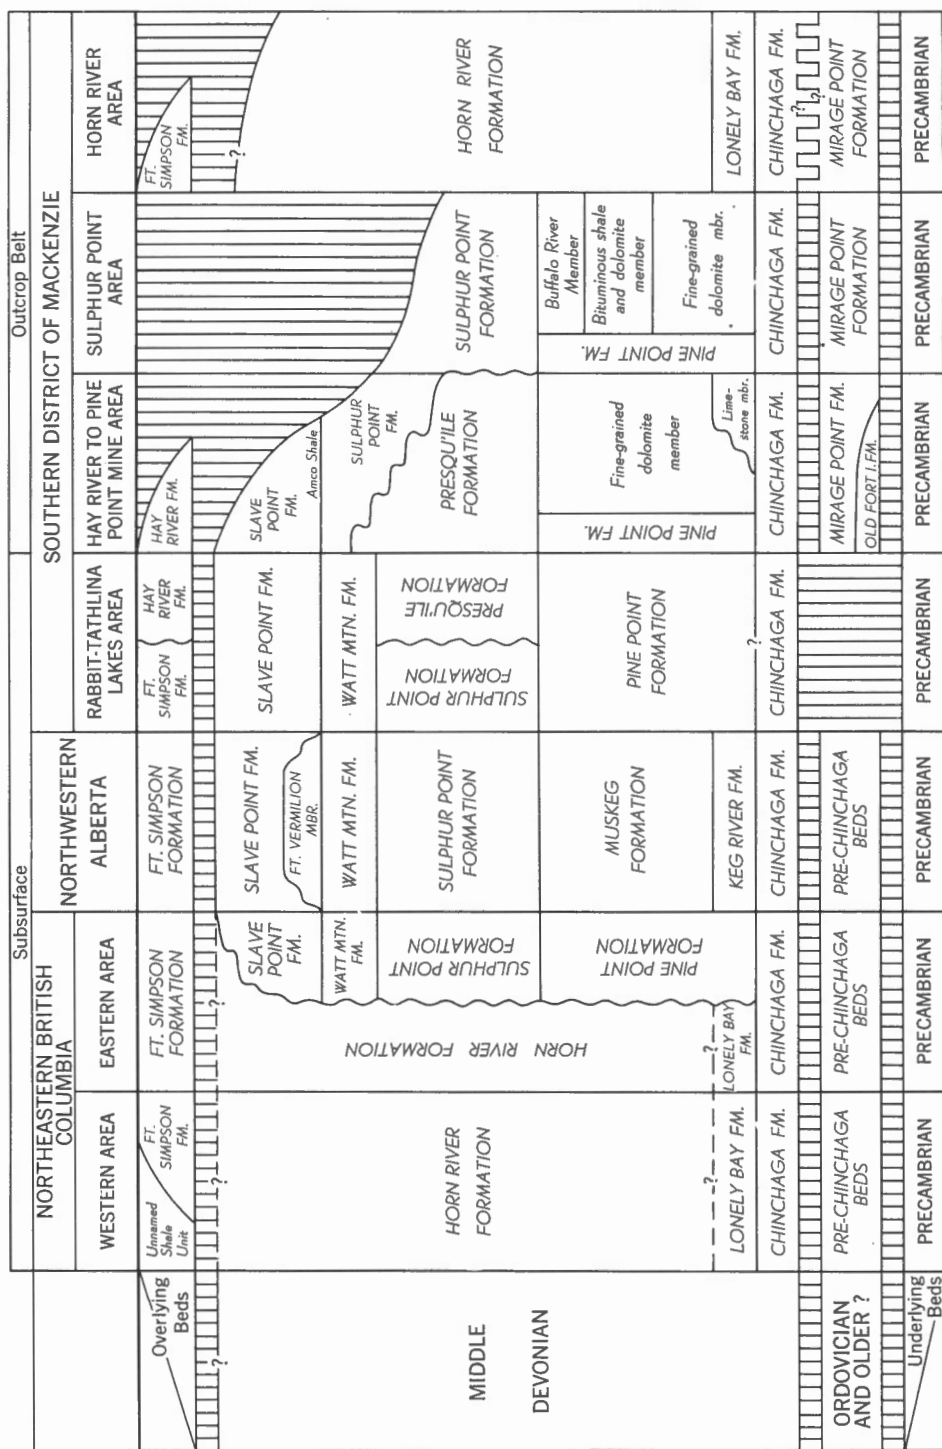 Subsurface
Outcrop Belt
NORTHEASTERN BRITISH
COLUMBIA
NORTHWESTERN
ALBERTA
SOUTHERN DISTRICT OF MACKENZIE
WESTERN AREA
EASTERN AREA
RABBIT-TATHLINA
LAKES AREA
HAY RIVER TO PINE
POINT MINE AREA
SULPHUR POINT
AREA
HORN RIVER
AREA
Overlying
Beds
Unnamed
Shale
Unit
FT.
SIMPSON
FM.
FT. SIMPSON
FORMATION
FT. SIMPSON
FORMATION
FT.
SIMPSON
FM.
HAY
RIVER
FM.
HAY
RIVER FM.
FT.
SIMPSON
FM.
?
?
?
?
MIDDLE
DEVONIAN
HORN RIVER
FORMATION
HORN RIVER FORMATION
SLAVE
POINT
FM.
WATT MTN.
FM.
SULPHUR POINT
FORMATION
PINE POINT
FORMATION
SLAVE POINT FM.
FT. VERMILION
MBR.
WATT MTN. FM.
SULPHUR POINT
FORMATION
MUSKEG
FORMATION
KEG RIVER FM.
SLAVE POINT FM.
WATT MTN. FM.
SULPHUR POINT
FORMATION
PRESQU'ILE
FORMATION
PINE POINT
FORMATION
?
SLAVE
POINT
FM.
Amco Shale
SULPHUR
POINT
FM.
PRESQU'ILE
FORMATION
PINE POINT FM.
Fine-grained
dolomite
member
Lime-
stone mbr.
SULPHUR POINT
FORMATION
PINE POINT FM.
Buffalo River
Member
Bituminous shale
and dolomite
member
Fine-grained
dolomite mbr.
HORN RIVER
FORMATION
?
LONELY BAY FM.
?
LONELY BAY
FM.
LONELY BAY FM.
CHINCHAGA FM.
CHINCHAGA FM.
CHINCHAGA FM.
CHINCHAGA FM.
CHINCHAGA FM.
CHINCHAGA FM.
CHINCHAGA FM.
?
?
ORDOVICIAN
AND OLDER ?
PRE-CHINCHAGA
BEDS
PRE-CHINCHAGA
BEDS
PRE-CHINCHAGA
BEDS
MIRAGE POINT FM.
OLD FORT I. FM.
MIRAGE POINT
FORMATION
MIRAGE POINT
FORMATION
Underlying
Beds
PRECAMBRIAN
PRECAMBRIAN
PRECAMBRIAN
PRECAMBRIAN
PRECAMBRIAN
PRECAMBRIAN
PRECAMBRIAN